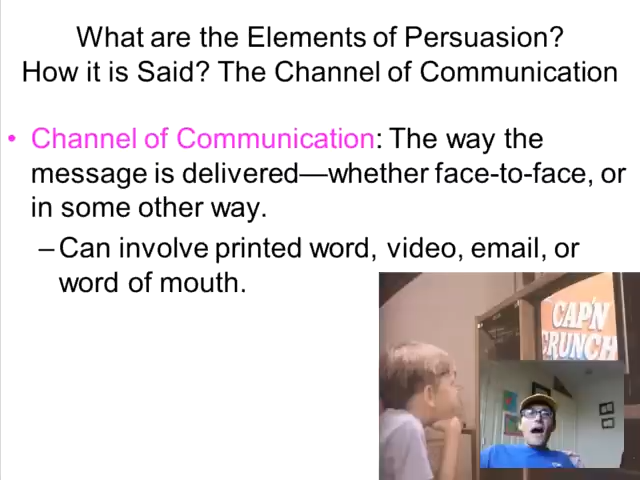 What are the Elements of Persuasion?
How it is Said? The Channel of Communication
• Channel of Communication: The way the
message is delivered—whether face-to-face, or
in some other way.
–Can involve printed word, video, email, or
word of mouth.
CAP'N
CRUNCH